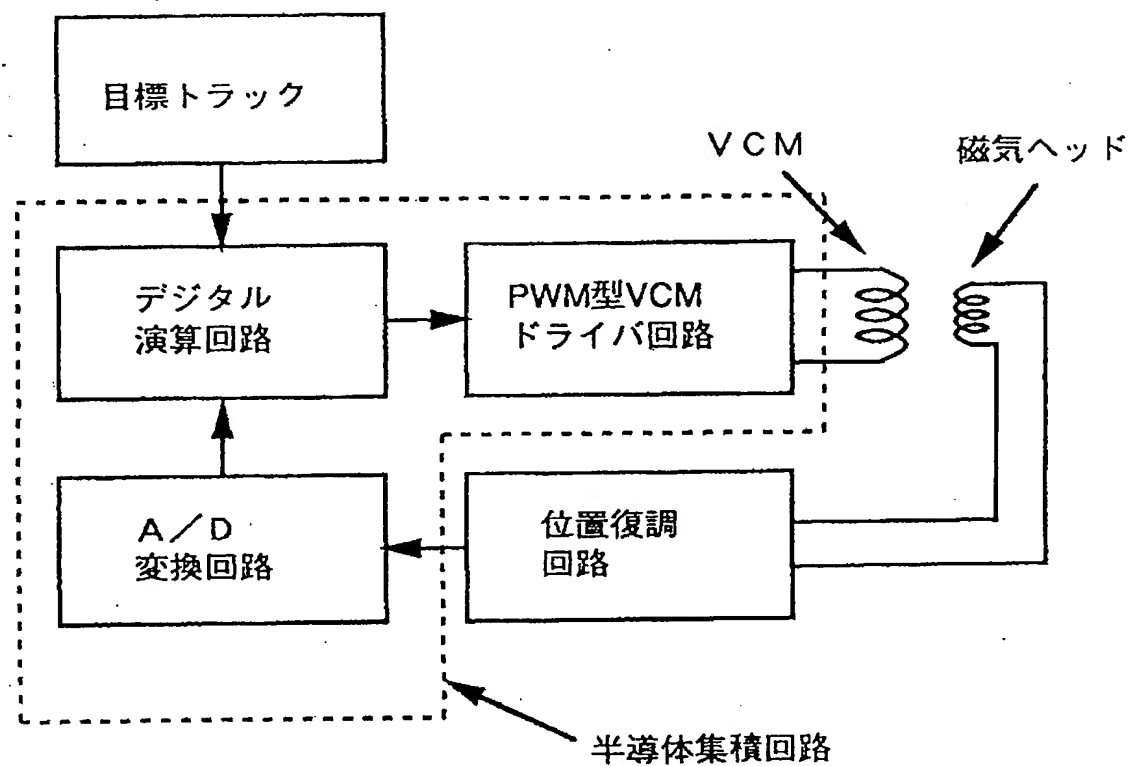 目標トラック
VCM
磁気ヘッド
デジタル
演算回路
PWM型VCM
ドライバ回路
A/D
変換回路
位置復調
回路
半導体集積回路